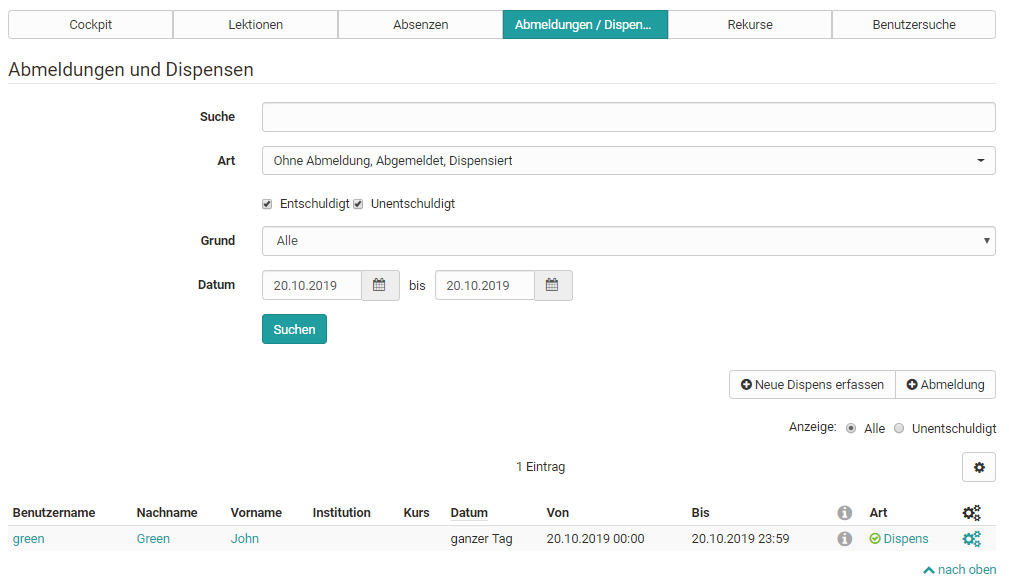 Cockpit Lektionen Absenzen Abmeldungen / Dispen... Rekurse Benutzersuche
Abmeldungen und Dispensen
Suche
Art Ohne Abmeldung, Abgemeldet, Dispensiert
Entschuldigt Unentschuldigt
Grund Alle
Datum 20.10.2019 bis 20.10.2019
Suchen
Neue Dispens erfassen Abmeldung
Anzeige: Alle Unentschuldigt
1 Eintrag
Benutzername Nachname Vorname Institution Kurs Datum Von Bis Art
green Green John ganzer Tag 20.10.2019 00:00 20.10.2019 23:59 Dispens
nach oben